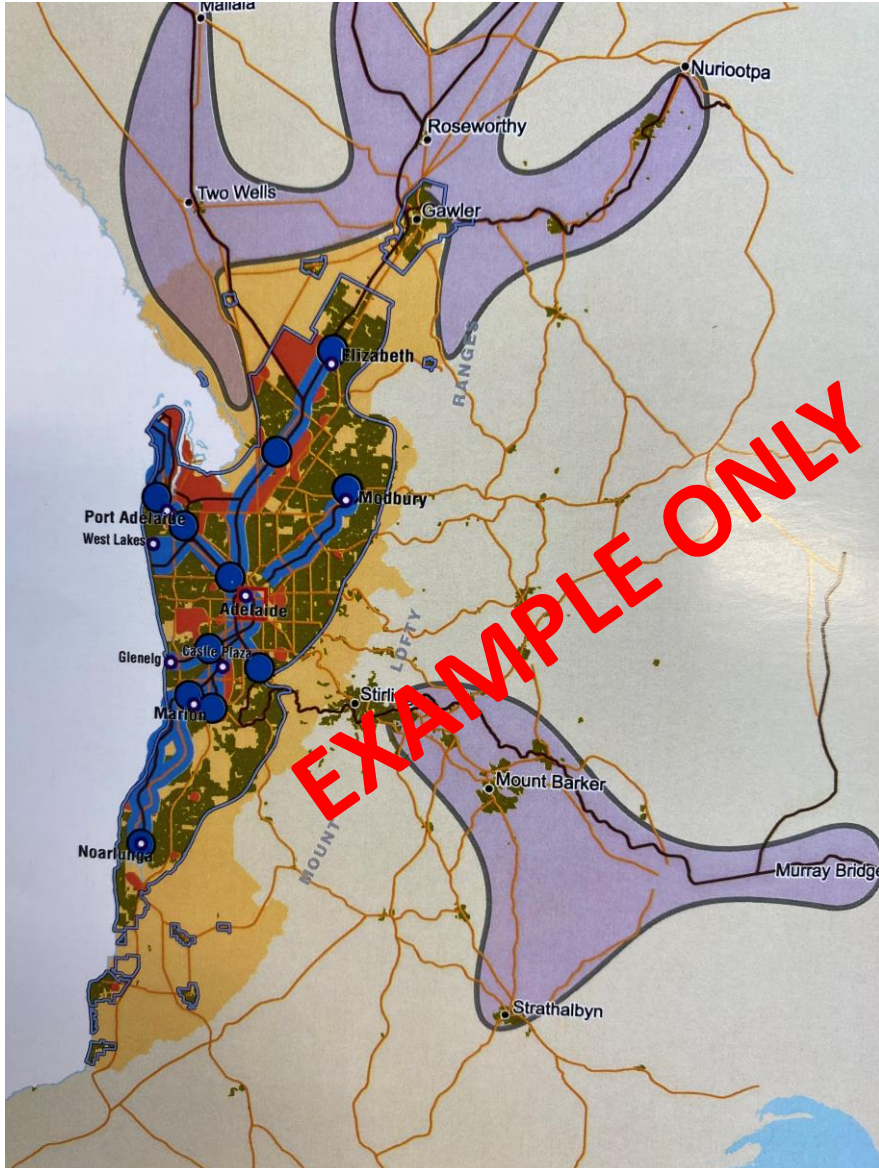 Mallala
Nuriootpa
Roseworthy
Two Wells
Gawler
RANGES
Elizabeth
Modbury
Port Adelaide
West Lakes
Adelaide
EXAMPLE ONLY
LOFTY
Glenelg
Castle Plaza
Stirli
Marion
Mount Barker
MOUNT
Noarlunga
Murray Bridge
Strathalbyn